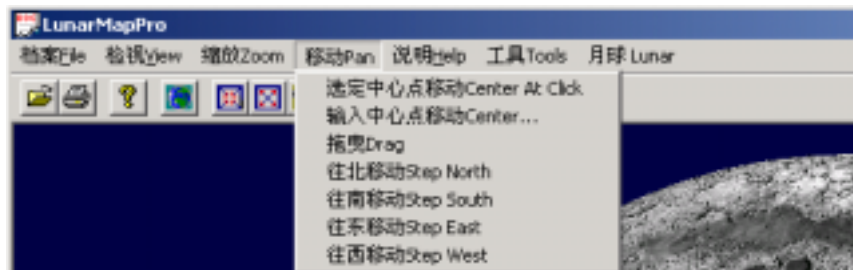 LunarMapPro
档案File 检视View 缩放Zoom 移动Pan 说明Help 工具Tools 月球 Lunar
选定中心点移动Center At Click
输入中心点移动Center...
拖曳Drag
往北移动Step North
往南移动Step South
往东移动Step East
往西移动Step West